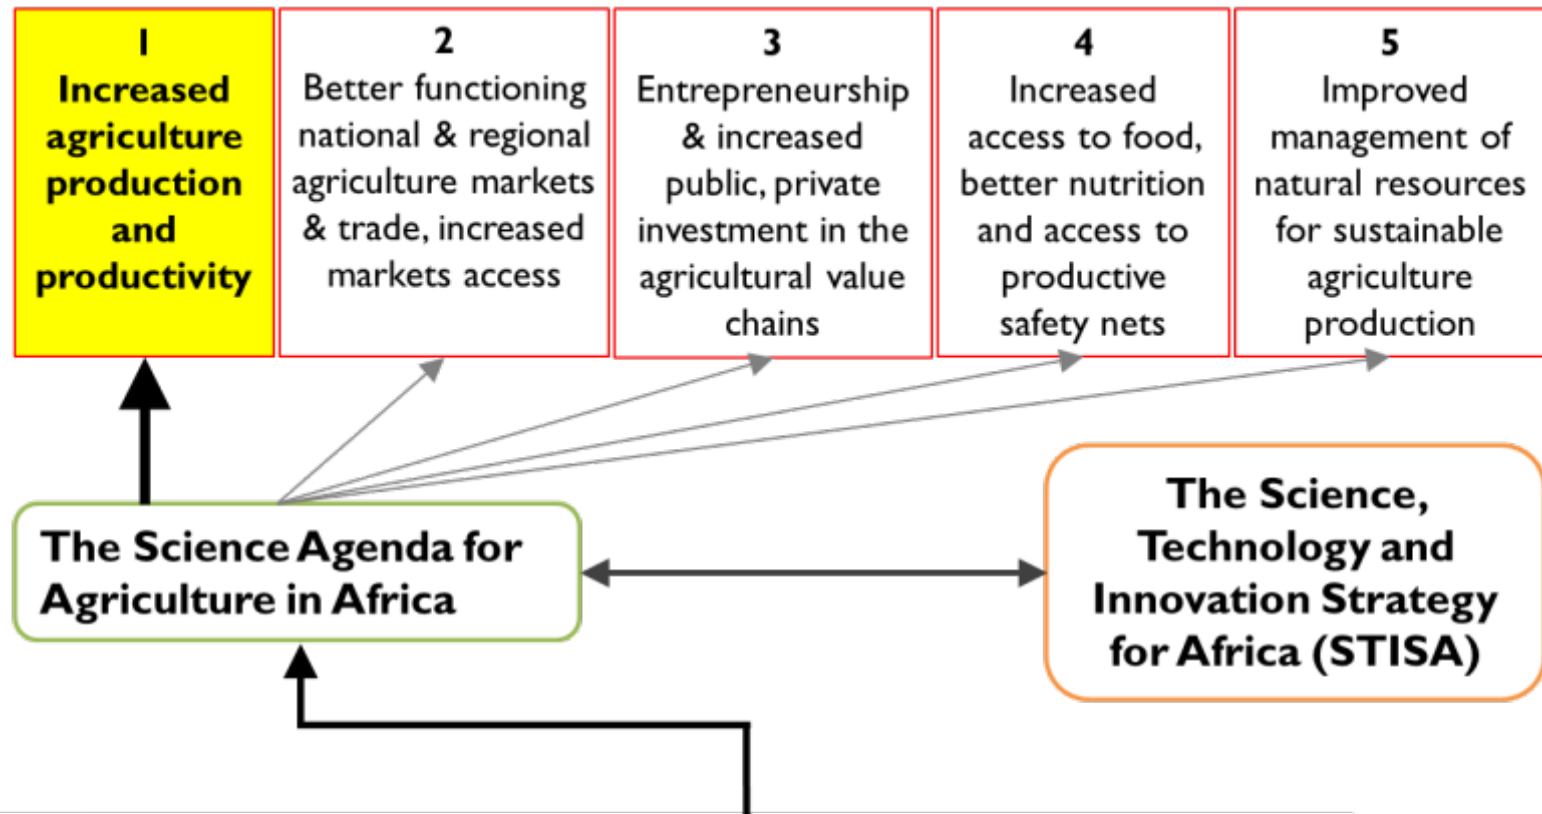 1
Increased
agriculture
production
and
productivity
2
Better functioning
national & regional
agriculture markets
& trade, increased
markets access
3
Entrepreneurship
& increased
public, private
investment in the
agricultural value
chains
4
Increased
access to food,
better nutrition
and access to
productive
safety nets
5
Improved
management of
natural resources
for sustainable
agriculture
production
The Science Agenda for
Agriculture in Africa
The Science,
Technology and
Innovation Strategy
for Africa (STISA)